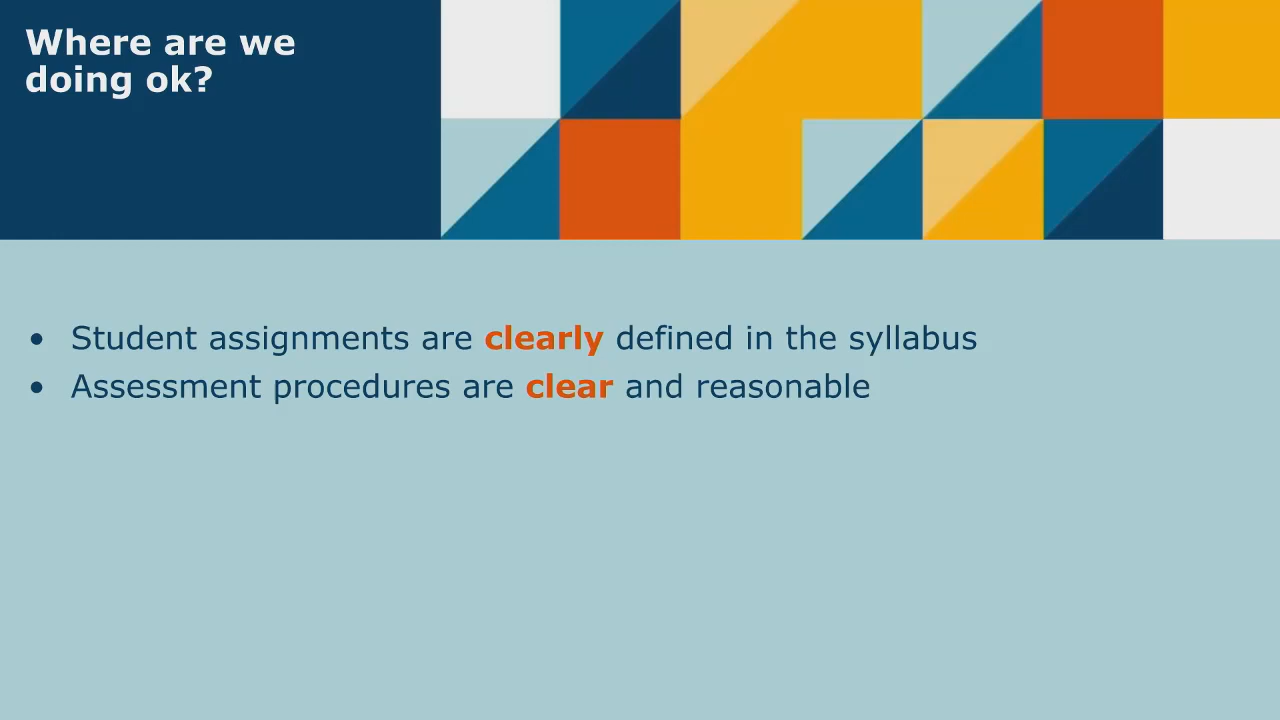 Where are we
doing ok?
• Student assignments are clearly defined in the syllabus
• Assessment procedures are clear and reasonable